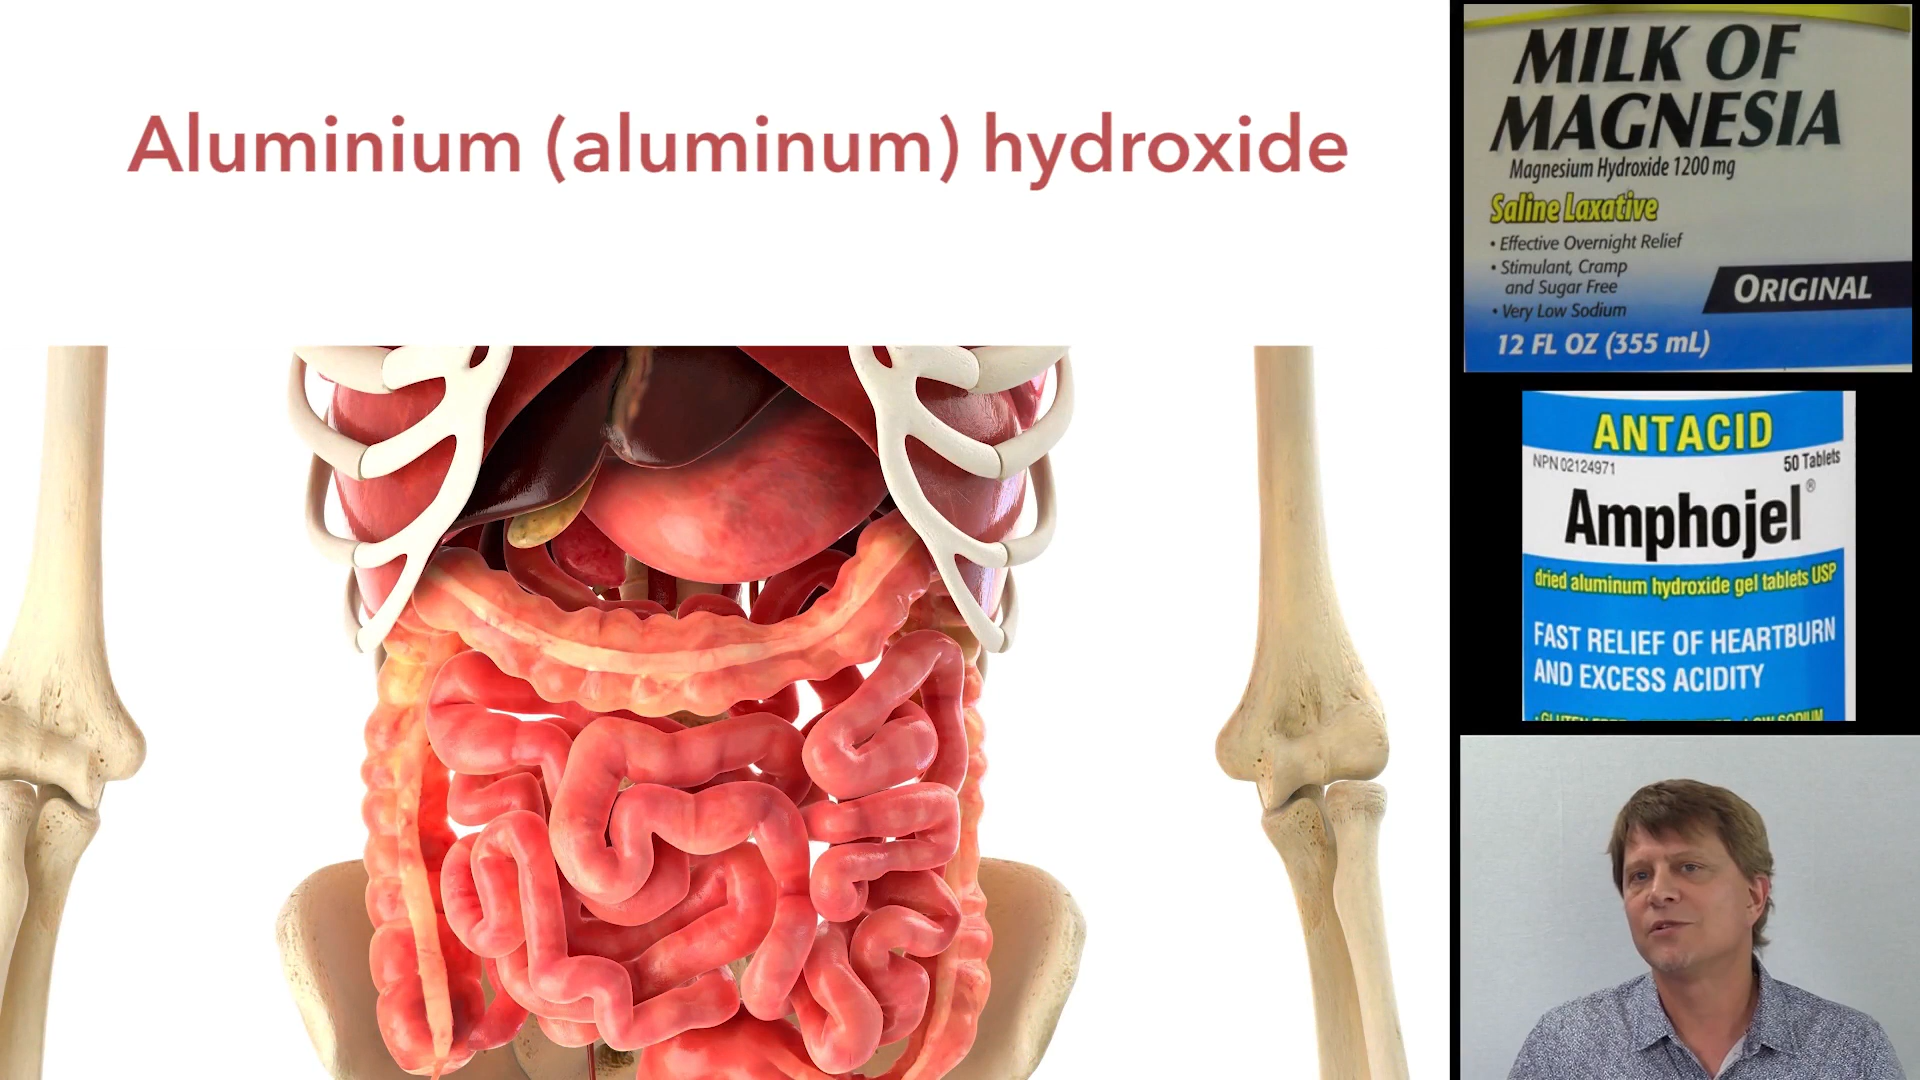 Aluminium (aluminum) hydroxide
MILK OF
MAGNESIA
Magnesium Hydroxide 1200 mg
Saline Laxative
• Effective Overnight Relief
• Stimulant, Cramp
and Sugar Free
• Very Low Sodium
ORIGINAL
12 FL OZ (355 mL)
ANTACID
NPN 02124971
50 Tablets
Amphojel®
dried aluminum hydroxide gel tablets USP
FAST RELIEF OF HEARTBURN
AND EXCESS ACIDITY